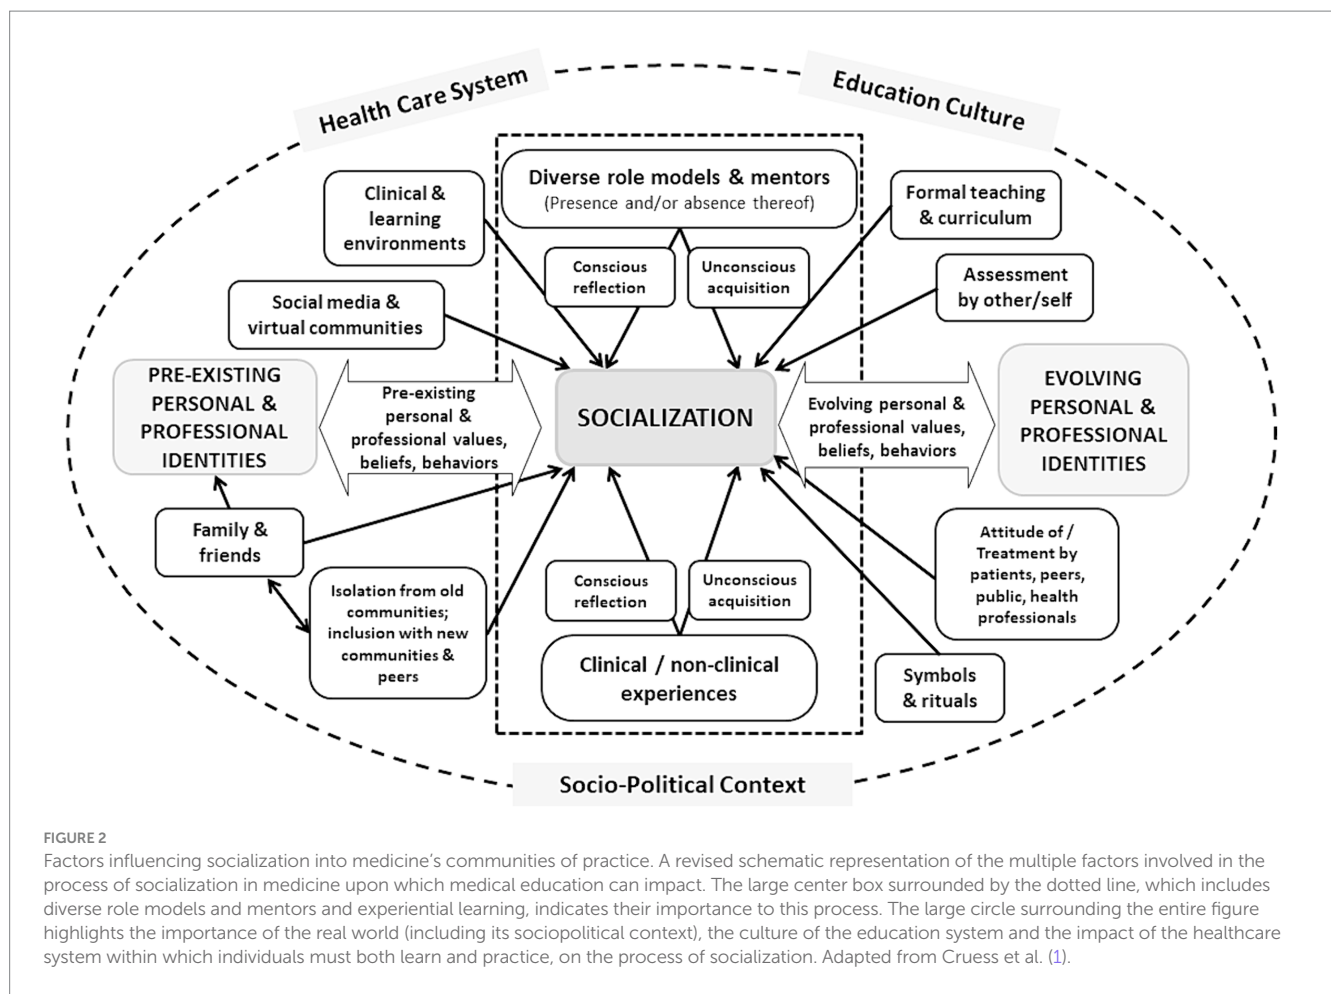 Health Care System
Education Culture
Diverse role models & mentors
(Presence and/or absence thereof)
Clinical &
learning
environments
Formal teaching
& curriculum
Conscious
reflection
Unconscious
acquisition
Assessment
by other/self
Social media &
virtual communities
PRE-EXISTING
PERSONAL &
PROFESSIONAL
IDENTITIES
Pre-existing
personal &
professional values,
beliefs, behaviors
SOCIALIZATION
Evolving personal &
professional values,
beliefs, behaviors
EVOLVING
PERSONAL &
PROFESSIONAL
IDENTITIES
Family &
friends
Isolation from old
communities;
inclusion with new
communities &
peers
Conscious
reflection
Unconscious
acquisition
Attitude of /
Treatment by
patients, peers,
public, health
professionals
Clinical / non-clinical
experiences
Symbols
& rituals
Socio-Political Context
FIGURE 2
Factors influencing socialization into medicine's communities of practice. A revised schematic representation of the multiple factors involved in the
process of socialization in medicine upon which medical education can impact. The large center box surrounded by the dotted line, which includes
diverse role models and mentors and experiential learning, indicates their importance to this process. The large circle surrounding the entire figure
highlights the importance of the real world (including its sociopolitical context), the culture of the education system and the impact of the healthcare
system within which individuals must both learn and practice, on the process of socialization. Adapted from Cruess et al. (1).